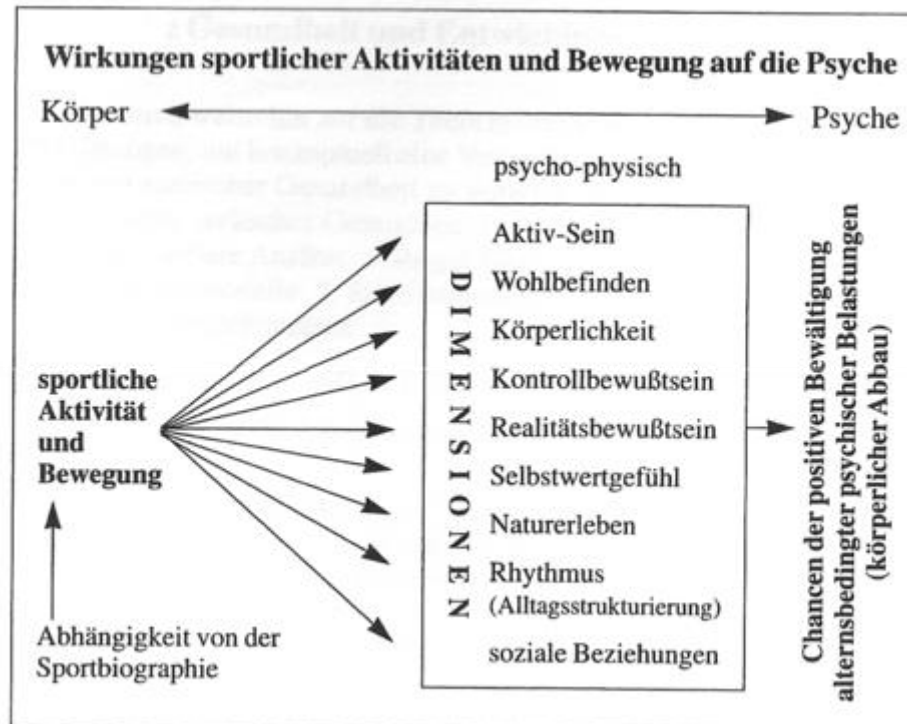 Wirkungen sportlicher Aktivitäten und Bewegung auf die Psyche
Körper
Psyche
psycho-physisch
sportliche
Aktivität
und
Bewegung
Abhängigkeit von der
Sportbiographie
DIMENSIONEN
Aktiv-Sein
Wohlbefinden
Körperlichkeit
Kontrollbewußtsein
Realitätsbewußtsein
Selbstwertgefühl
Naturerleben
Rhythmus
(Alltagsstrukturierung)
soziale Beziehungen
Chancen der positiven Bewältigung
alternsbedingter psychischer Belastungen
(körperlicher Abbau)